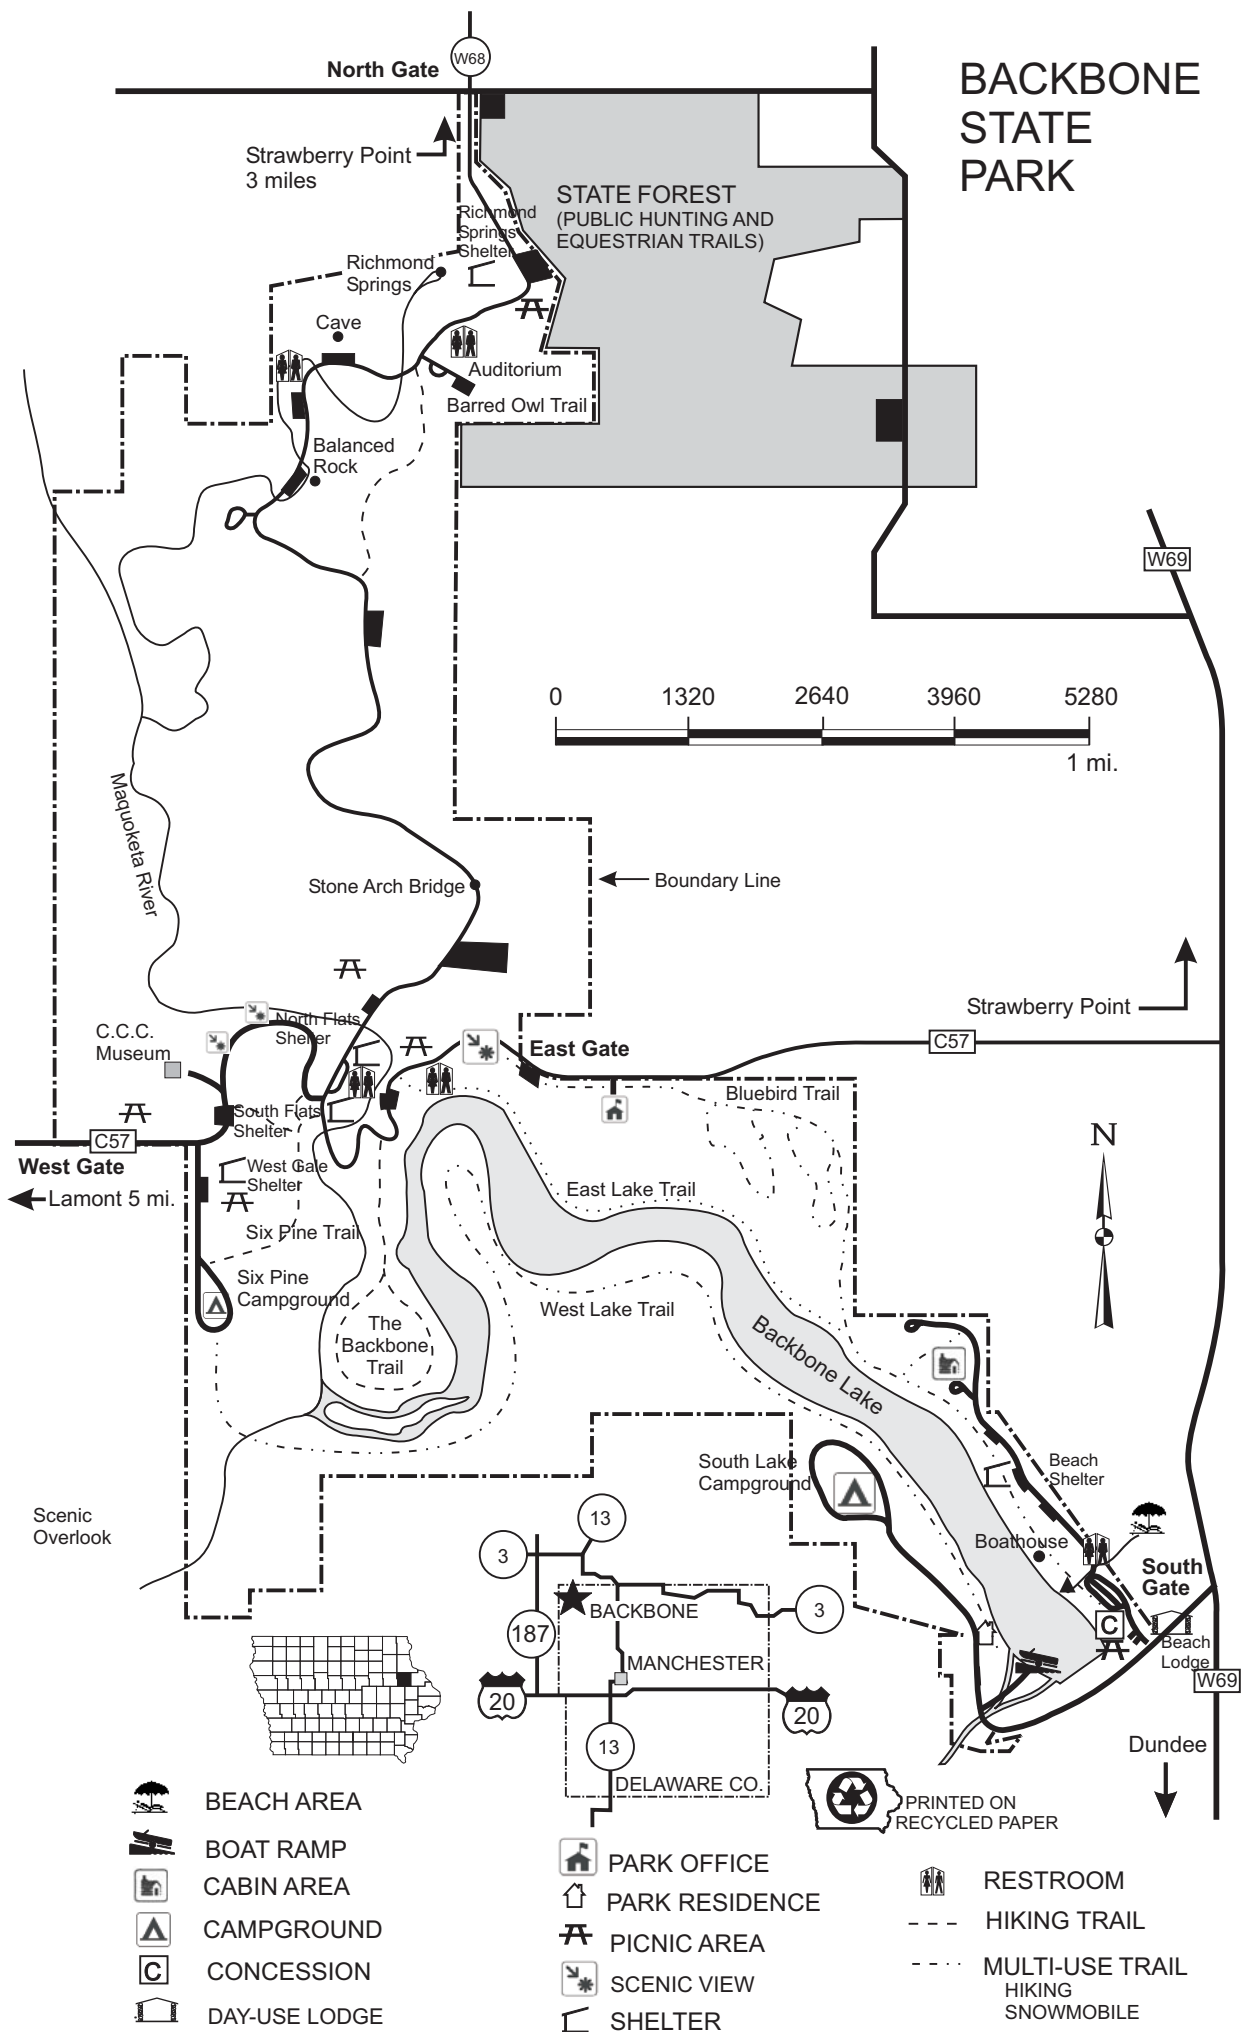 BACKBONE
STATE
PARK
W68
North Gate
Strawberry Point
3 miles
STATE FOREST
(PUBLIC HUNTING AND
EQUESTRIAN TRAILS)
Richmond
Springs
Shelter
Richmond
Springs
Cave
Auditorium
Barred Owl Trail
Balanced
Rock
W69
0 1320 2640 3960 5280
1 mi.
Maquoketa River
Stone Arch Bridge
Boundary Line
Strawberry Point
C.C.C.
Museum
North Flats
Shelter
East Gate
C57
Bluebird Trail
South Flats
Shelter
C57
West Gate
Lamont 5 mi.
West Gate
Shelter
N
East Lake Trail
Six Pine Trail
Six Pine
Campground
West Lake Trail
The
Backbone
Trail
Backbone Lake
South Lake
Campground
Beach
Shelter
Scenic
Overlook
Boathouse
South
Gate
C
Beach
Lodge
W69
Dundee
13
3
BACKBONE
3
187
MANCHESTER
20
20
13
DELAWARE CO.
PRINTED ON
RECYCLED PAPER
BEACH AREA
BOAT RAMP
CABIN AREA
CAMPGROUND
C CONCESSION
DAY-USE LODGE
PARK OFFICE
PARK RESIDENCE
PICNIC AREA
SCENIC VIEW
SHELTER
RESTROOM
HIKING TRAIL
MULTI-USE TRAIL
HIKING
SNOWMOBILE